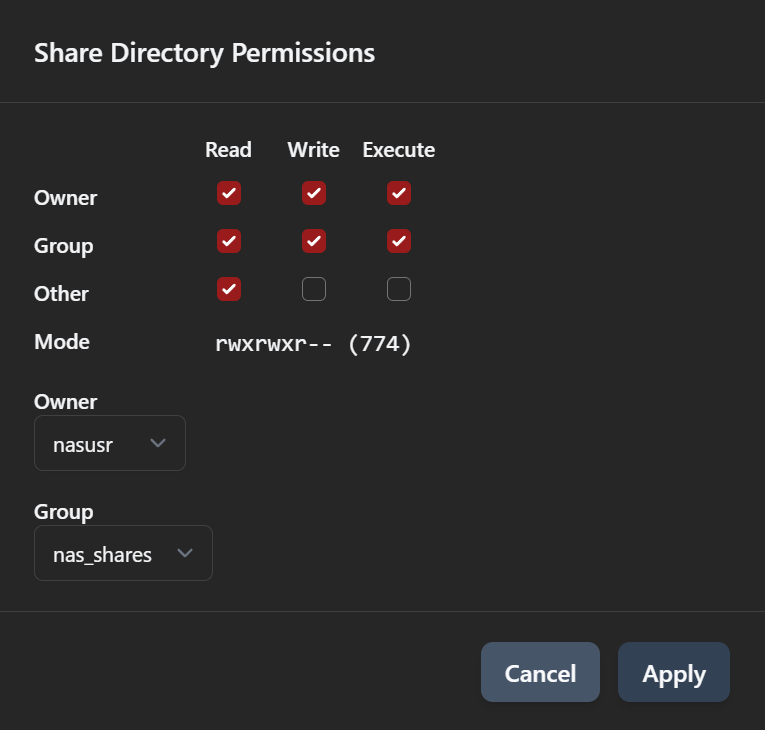 Share Directory Permissions
Read Write Execute
Owner
Group
Other
Mode rwxrwxr-- (774)
Owner
nasusr
Group
nas_shares
Cancel Apply